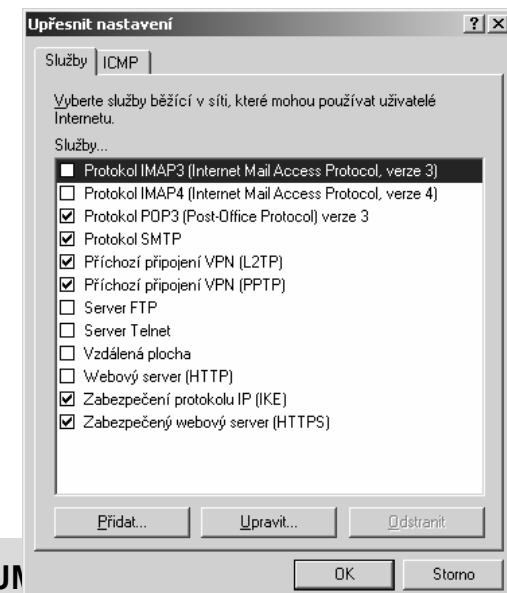 Upřesnit nastavení
Služby ICMP
Vyberte služby běžící v síti, které mohou používat uživatelé
Internetu.
Služby...
Protokol IMAP3 (Internet Mail Access Protocol, verze 3)
Protokol IMAP4 (Internet Mail Access Protocol, verze 4)
Protokol POP3 (Post-Office Protocol) verze 3
Protokol SMTP
Příchozí připojení VPN (L2TP)
Příchozí připojení VPN (PPTP)
Server FTP
Server Telnet
Vzdálená plocha
Webový server (HTTP)
Zabezpečení protokolu IP (IKE)
Zabezpečený webový server (HTTPS)
Přidat... Upravit... Odstranit
OK Storno